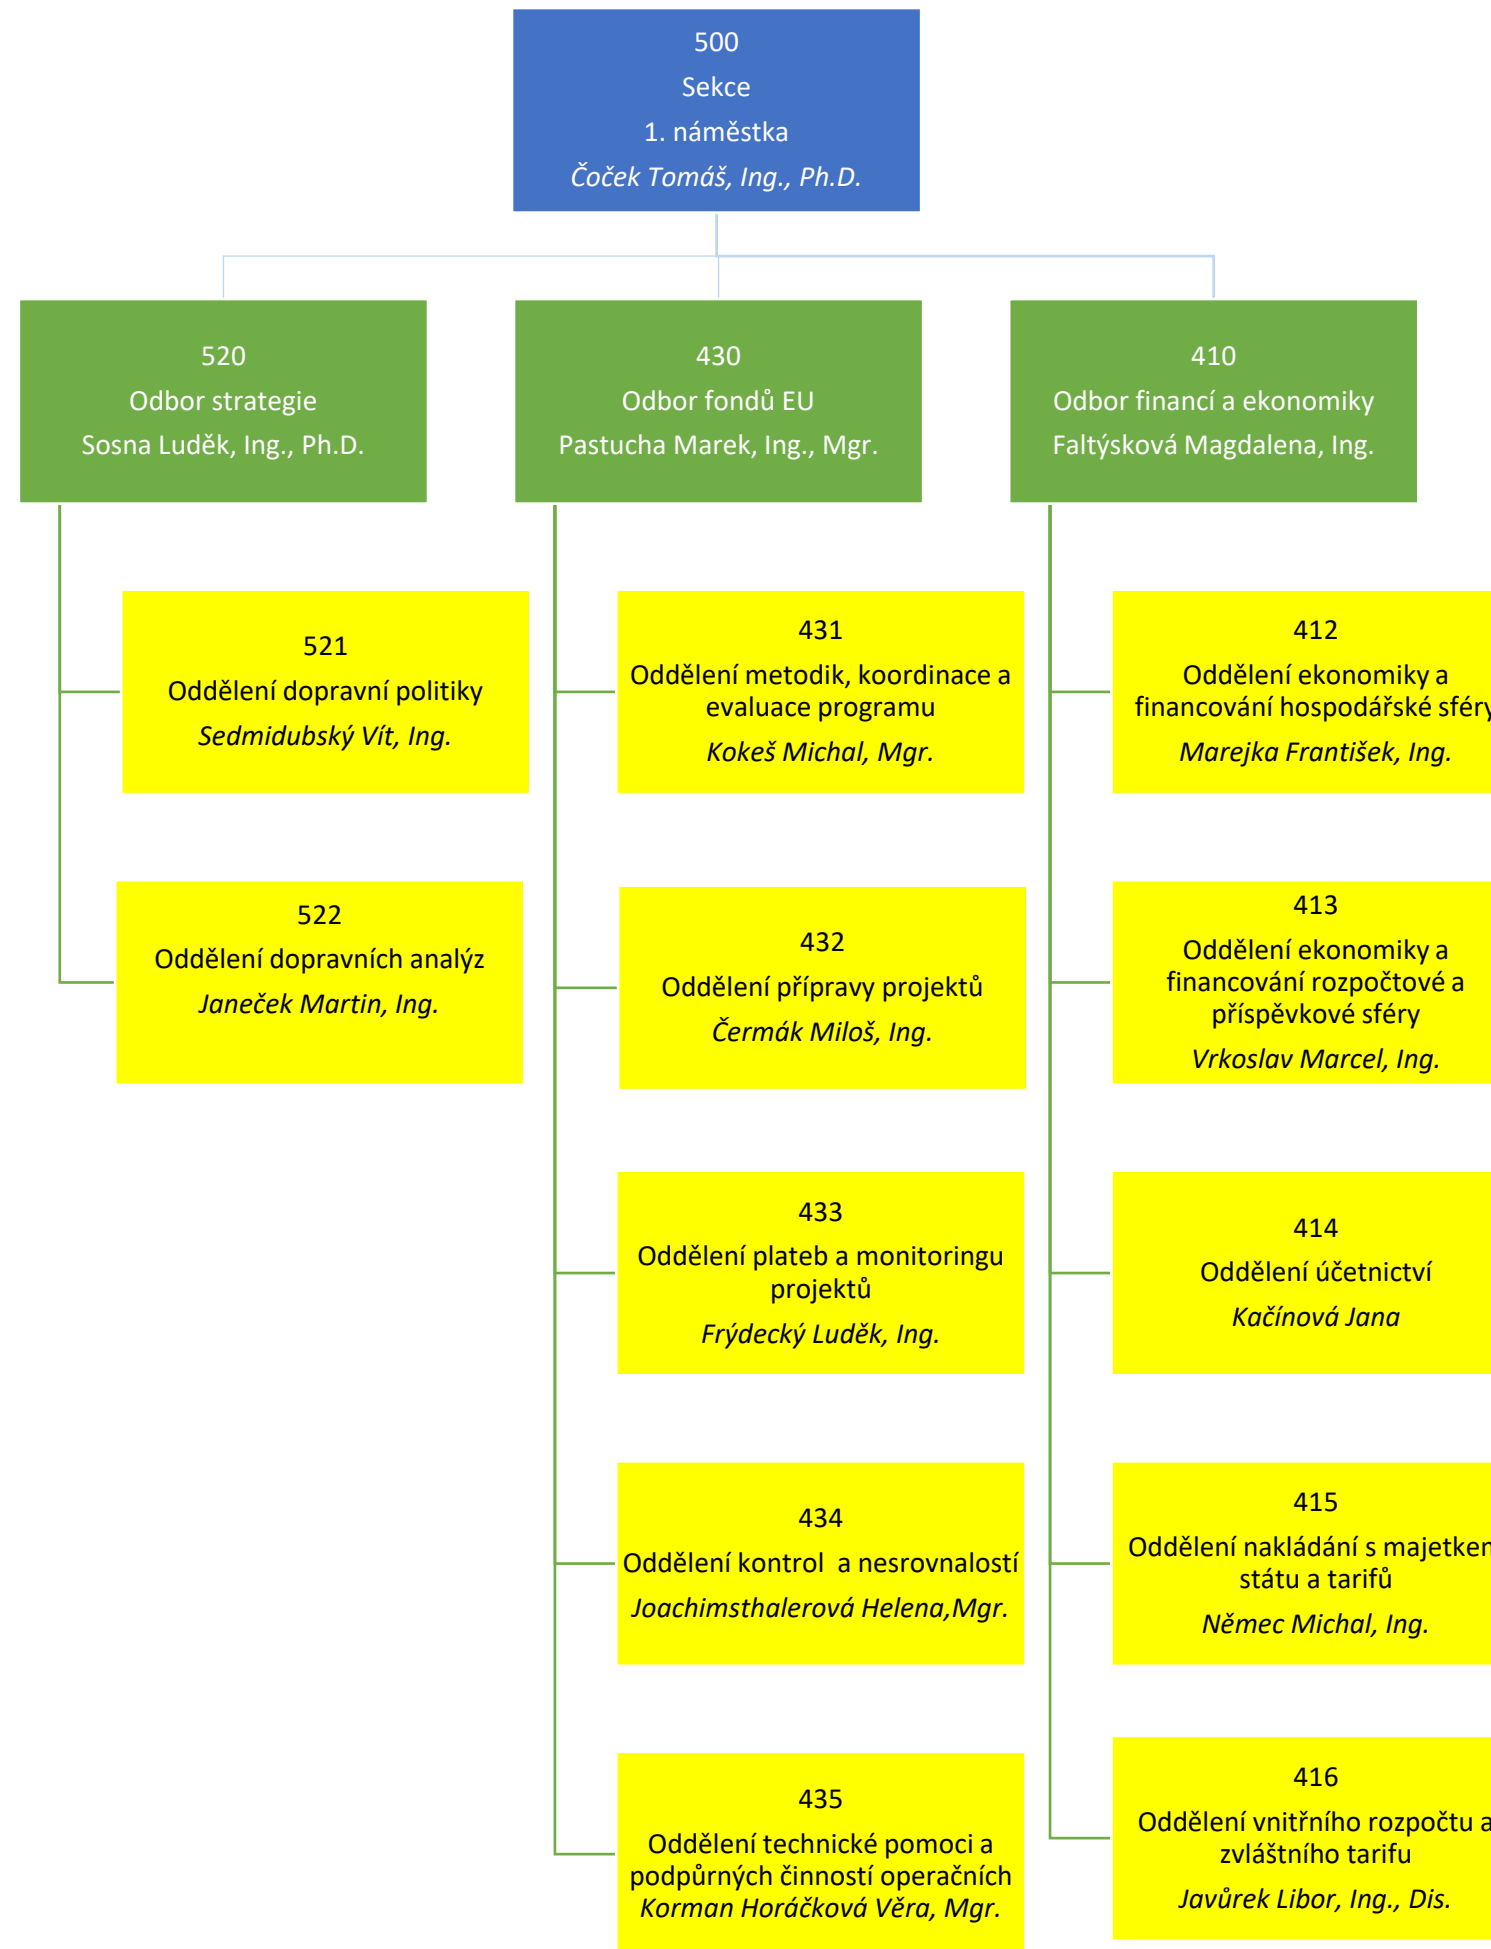 500
Sekce
1. náměstka
Čoček Tomáš, Ing., Ph.D.
520
Odbor strategie
Sosna Luděk, Ing., Ph.D.
430
Odbor fondů EU
Pastucha Marek, Ing., Mgr.
410
Odbor financí a ekonomiky
Faltýsková Magdalena, Ing.
521
Oddělení dopravní politiky
Sedmidubský Vít, Ing.
522
Oddělení dopravních analýz
Janeček Martin, Ing.
431
Oddělení metodik, koordinace a
evaluace programu
Kokeš Michal, Mgr.
432
Oddělení přípravy projektů
Čermák Miloš, Ing.
433
Oddělení plateb a monitoringu
projektů
Frýdecký Luděk, Ing.
434
Oddělení kontrol  a nesrovnalostí
Joachimsthalerová Helena,Mgr.
435
Oddělení technické pomoci a
podpůrných činností operačních
Korman Horáčková Věra, Mgr.
412
Oddělení ekonomiky a
financování hospodářské sféry
Marejka František, Ing.
413
Oddělení ekonomiky a
financování rozpočtové a
příspěvkové sféry
Vrkoslav Marcel, Ing.
414
Oddělení účetnictví
Kačínová Jana
415
Oddělení nakládání s majetkem
státu a tarifů
Němec Michal, Ing.
416
Oddělení vnitřního rozpočtu a
zvláštního tarifu
Javůrek Libor, Ing., Dis.